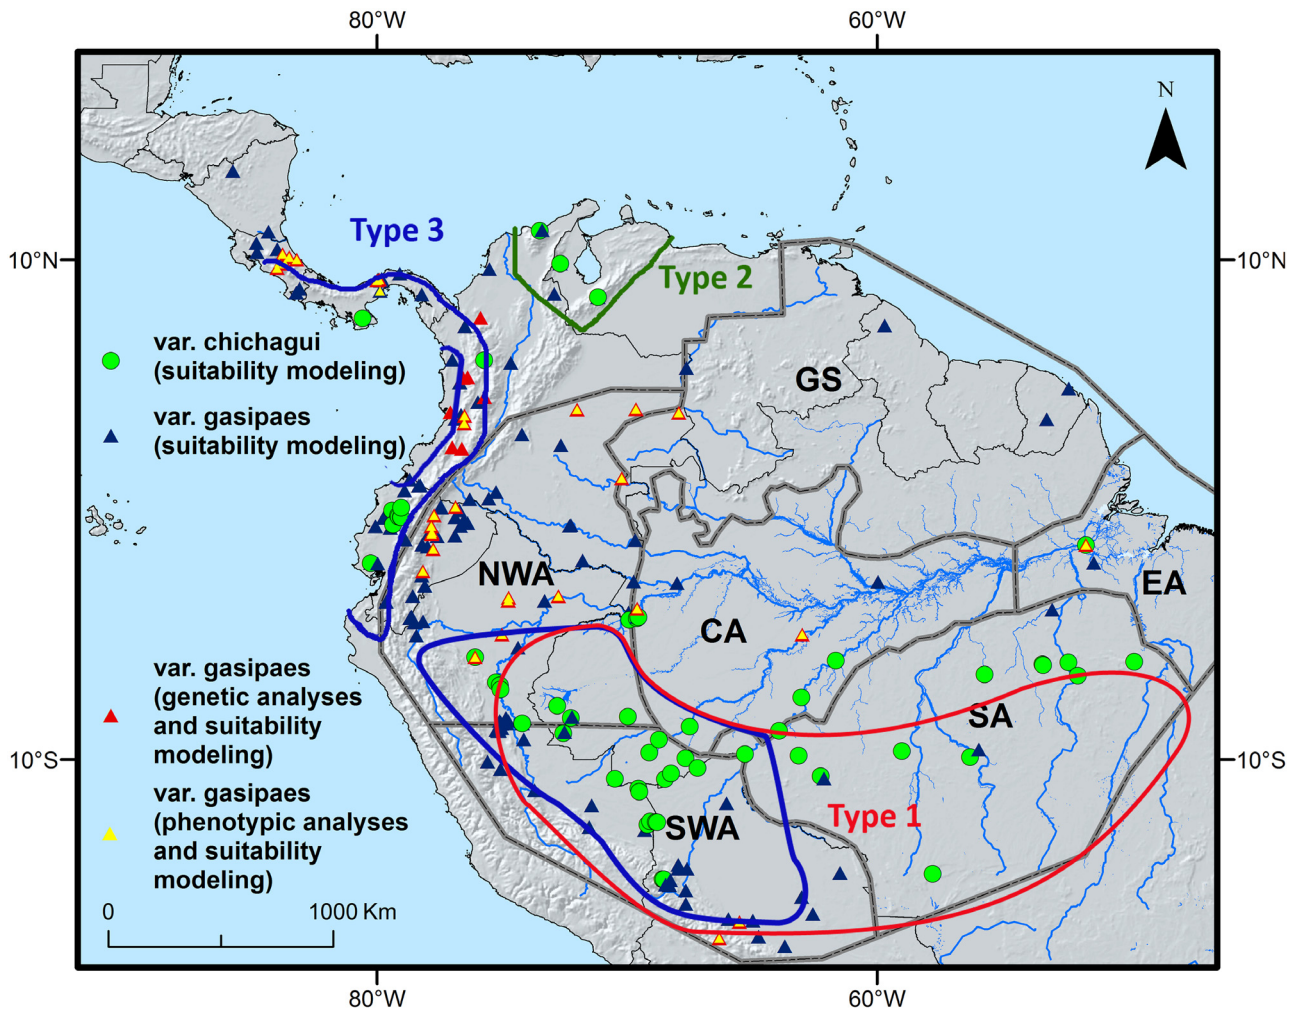 80°W
60°W
N
Type 3
10°N
10°N
Type 2
var. chichagui
(suitability modeling)
GS
var. gasipaes
(suitability modeling)
NWA
EA
CA
var. gasipaes
(genetic analyses
and suitability
modeling)
SA
10°S
10°S
var. gasipaes
(phenotypic analyses
and suitability
modeling)
Type 1
SWA
0
1000 Km
80°W
60°W